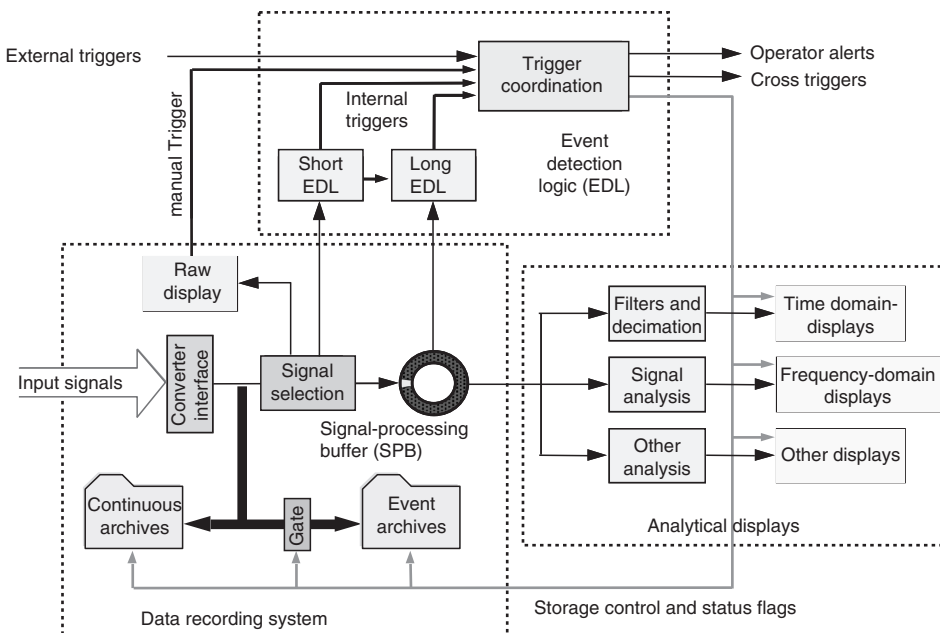 External triggers
manual Trigger
Internal
triggers
Trigger
coordination
Operator alerts
Cross triggers
Short
EDL
Long
EDL
Event
detection
logic (EDL)
Raw
display
Input signals
Converter
interface
Signal
selection
Signal-processing
buffer (SPB)
Filters and
decimation
Time domain-
displays
Signal
analysis
Frequency-domain
displays
Other
analysis
Other displays
Analytical displays
Continuous
archives
Gate
Event
archives
Data recording system
Storage control and status flags